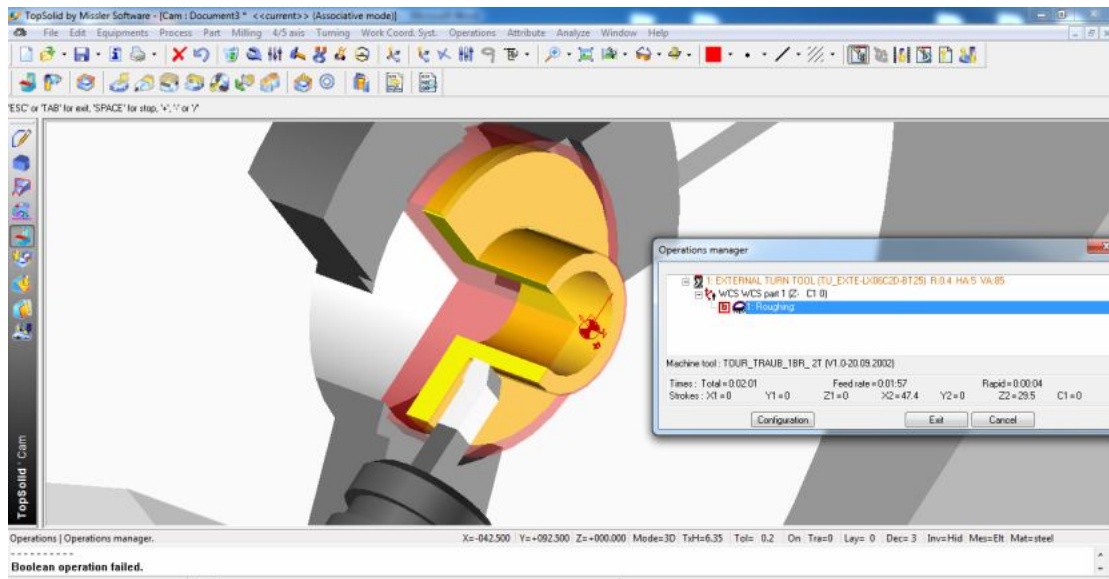 TopSolid by Missler Software - [Cam : Document3 * <<current>> (Associative mode)]
File Edit Equipments Process Part Milling 4/5 axis Turning Work Coord. Syst. Operations Attribute Analyze Window Help
'ESC' or 'TAB' for exit, 'SPACE' for stop, '+', '-' or '/'
Operations manager
1: EXTERNAL TURN TOOL (TU_EXTE-LX06C2D-BT25) R:0.4 HA:5 VA:85
WCS WCS part 1 (Z- C1 0)
1: Roughing
Machine tool : TOUR_TRAUB_1BR_ 2T (V1.0-20.09.2002)
Times : Total = 0:02:01 Feed rate = 0:01:57 Rapid = 0:00:04
Strokes : X1 = 0 Y1 = 0 Z1 = 0 X2 = 47.4 Y2 = 0 Z2 = 29.5 C1 = 0
Configuration Exit Cancel
TopSolid'Cam
Operations | Operations manager. X=-042.500 Y=+092.500 Z=+000.000 Mode=3D TxH=6.35 Tol= 0.2 On Tra=0 Lay= 0 Dec= 3 Inv=Hid Mes=Elt Mat=steel
----------
Boolean operation failed.